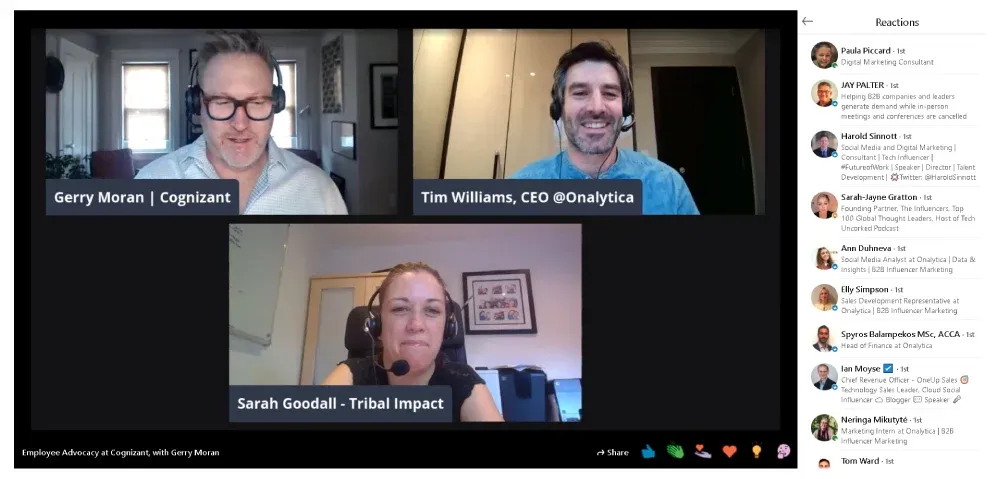 Gerry Moran | Cognizant
Tim Williams, CEO @Onalytica
Sarah Goodall - Tribal Impact
Employee Advocacy at Cognizant, with Gerry Moran
Share
Reactions
Paula Piccard · 1st
Digital Marketing Consultant
JAY PALTER · 1st
Helping B2B companies and leaders
generate demand while in-person
meetings and conferences are cancelled
Harold Sinnott · 1st
Social Media and Digital Marketing |
Consultant | Tech Influencer |
#FutureofWork | Speaker | Director | Talent
Development | 💢Twitter: @HaroldSinnott
Sarah-Jayne Gratton · 1st
Founding Partner, The Influencers, Top
100 Global Thought Leaders, Host of Tech
Uncorked Podcast
Ann Duhneva · 1st
Social Media Analyst at Onalytica | Data &
Insights | B2B Influencer Marketing
Elly Simpson · 1st
Sales Development Representative at
Onalytica | B2B Influencer Marketing
Spyros Balampekos MSc, ACCA · 1st
Head of Finance at Onalytica
Ian Moyse ☑ · 1st
Chief Revenue Officer - OneUp Sales
Technology Sales Leader, Cloud Social
Influencer ☁ Blogger 💬 Speaker 🎤
Neringa Mikutytė · 1st
Marketing Intern at Onalytica | B2B
Influencer Marketing
Tom Ward · 1st